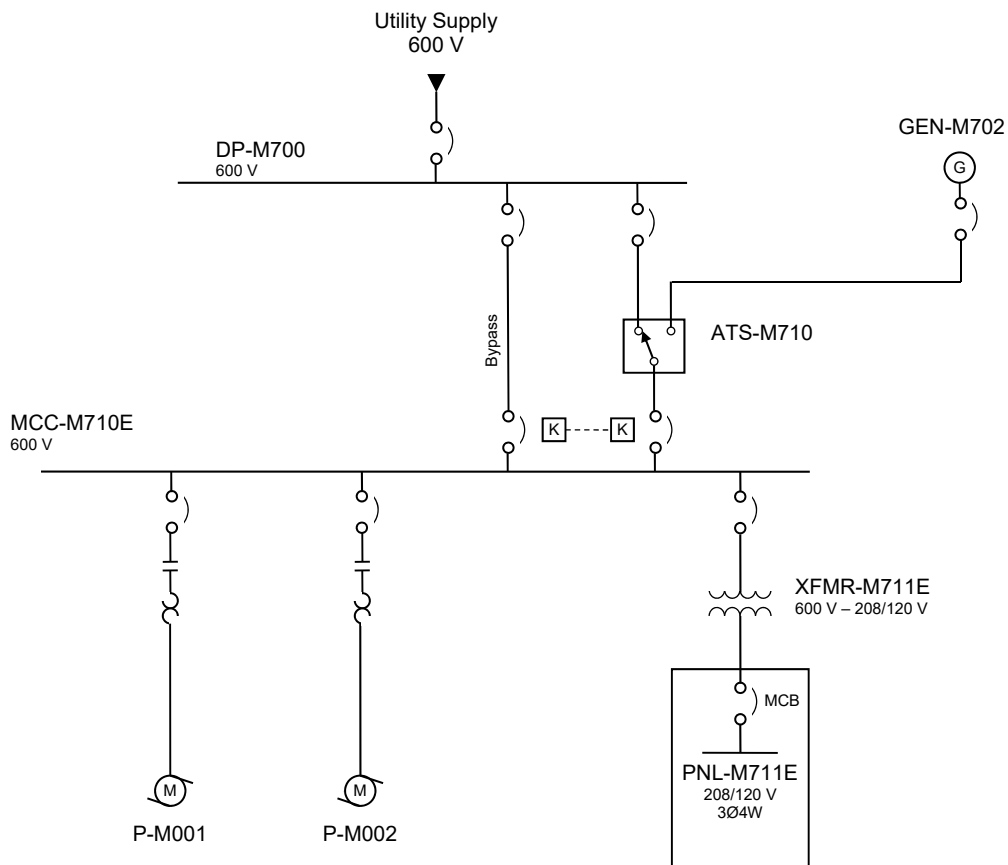 Utility Supply
600 V
GEN-M702
G
DP-M700
600 V
Bypass
ATS-M710
MCC-M710E
600 V
K
K
XFMR-M711E
600 V – 208/120 V
MCB
PNL-M711E
208/120 V
3Ø4W
M
M
P-M001
P-M002